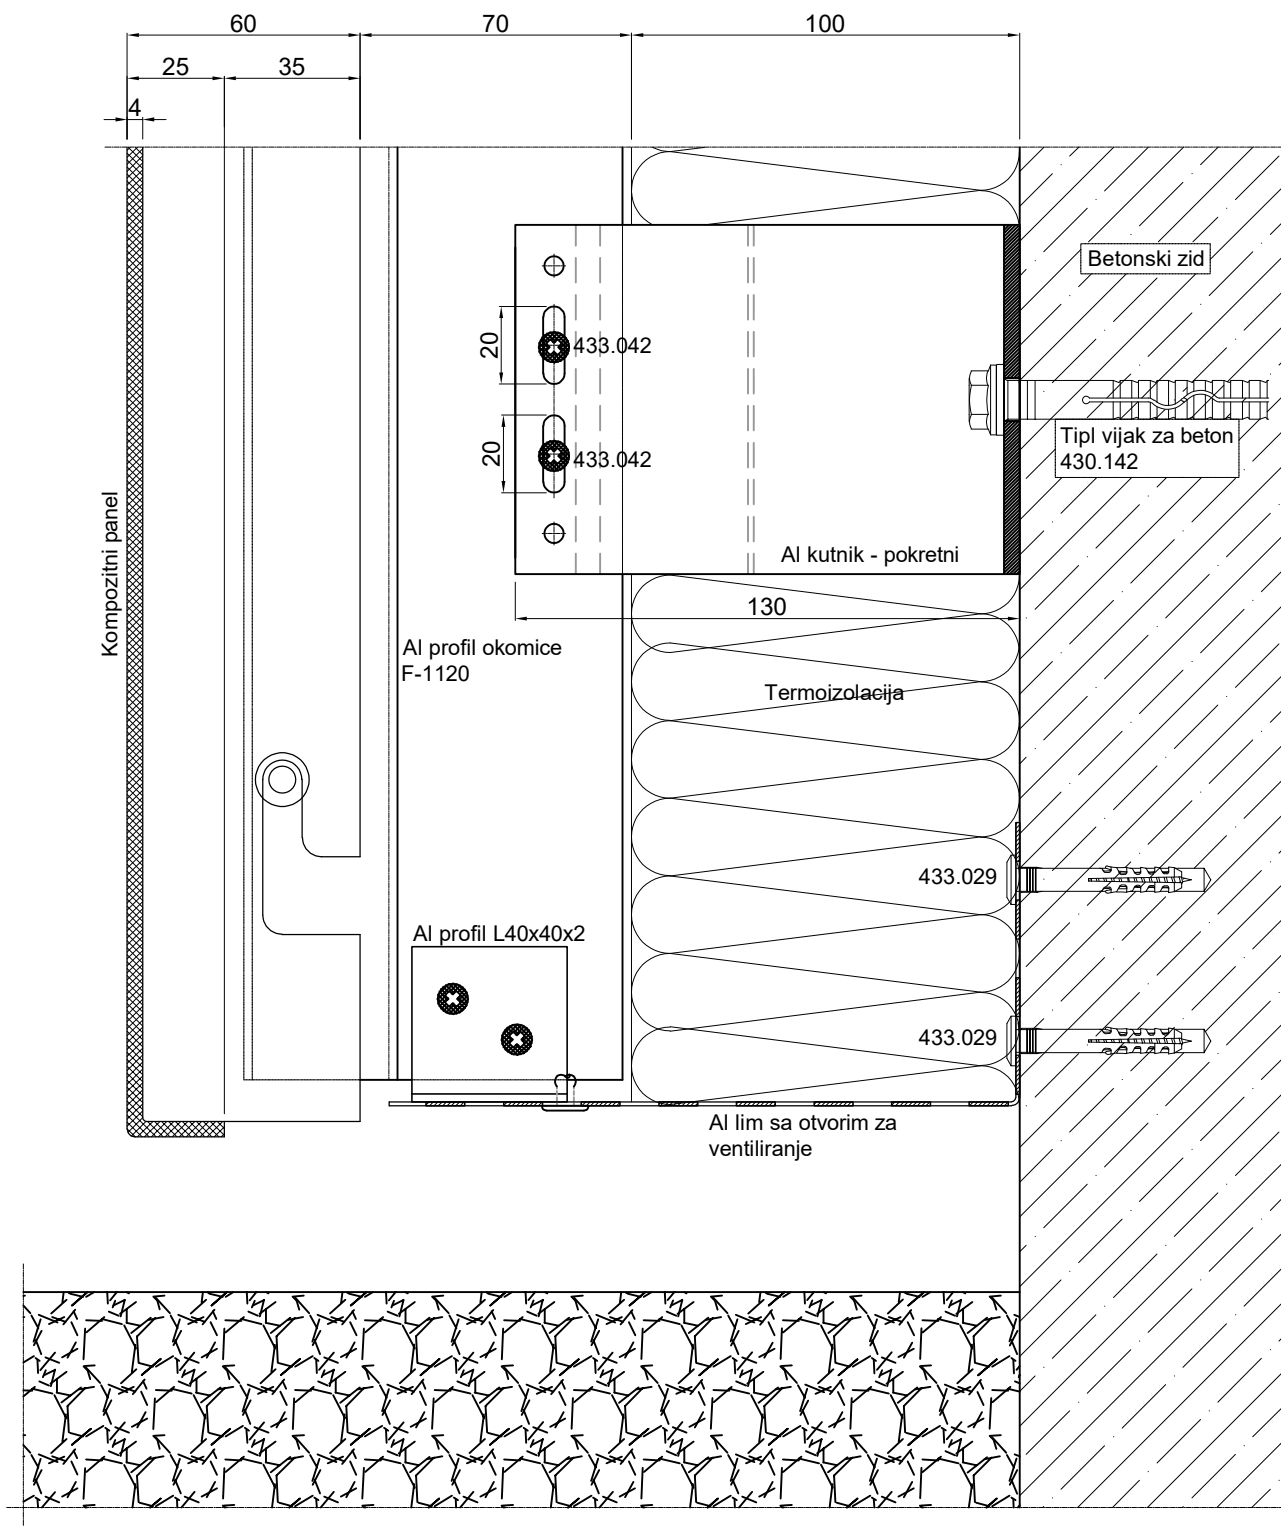 60
70
100
25
35
4
Betonski zid
20
433.042
20
433.042
Tipl vijak za beton
430.142
Kompozitni panel
Al kutnik - pokretni
130
Al profil okomice
F-1120
Termoizolacija
433.029
Al profil L40x40x2
433.029
Al lim sa otvorim za
ventiliranje